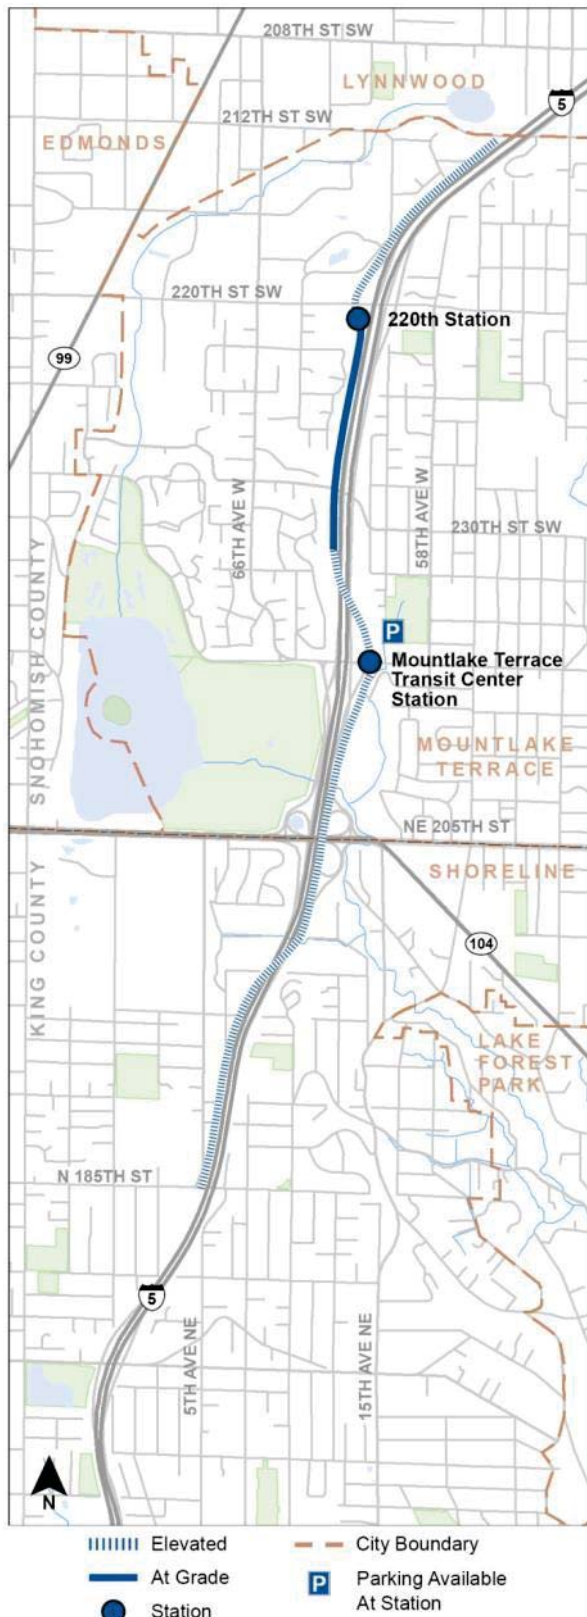 208TH ST SW
LYNNWOOD
5
212TH ST SW
EDMONDS
220TH ST SW
220th Station
99
66TH AVE W
58TH AVE W
230TH ST SW
SNOHOMISH COUNTY
P
Mountlake Terrace
Transit Center
Station
MOUNTLAKE
TERRACE
NE 205TH ST
SHORELINE
KING COUNTY
104
LAKE
FOREST
PARK
N 185TH ST
5
5TH AVE NE
15TH AVE NE
N
Elevated
City Boundary
At Grade
P
Parking Available
At Station
Station